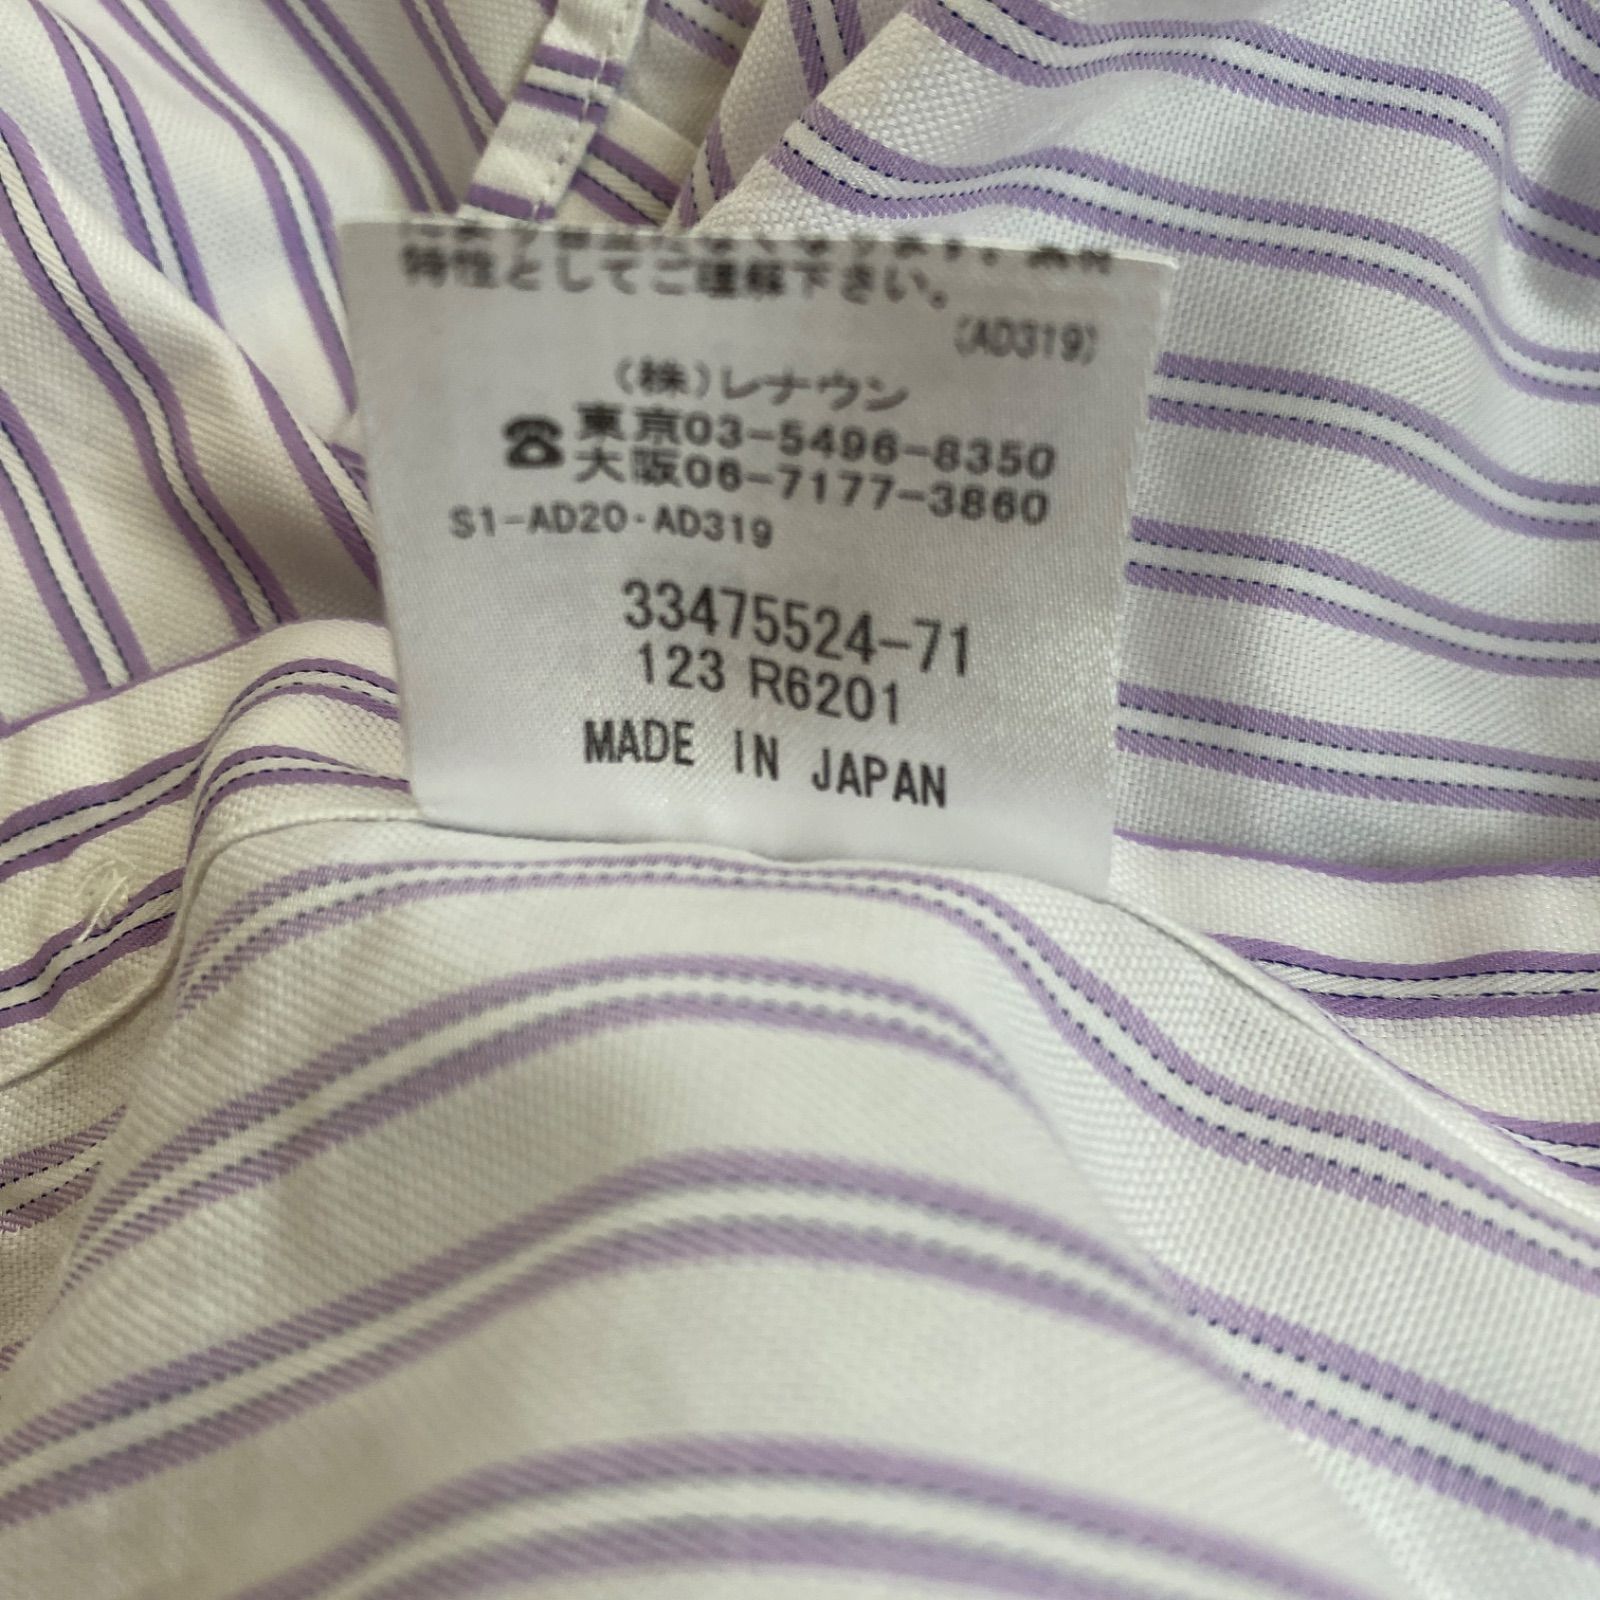 特性としてご理解下さい。
(AD319)
(株)レナウン
☎東京03-5496-8350
大阪06-7177-3860
S1-AD20·AD319
33475524-71
123 R6201
MADE IN JAPAN